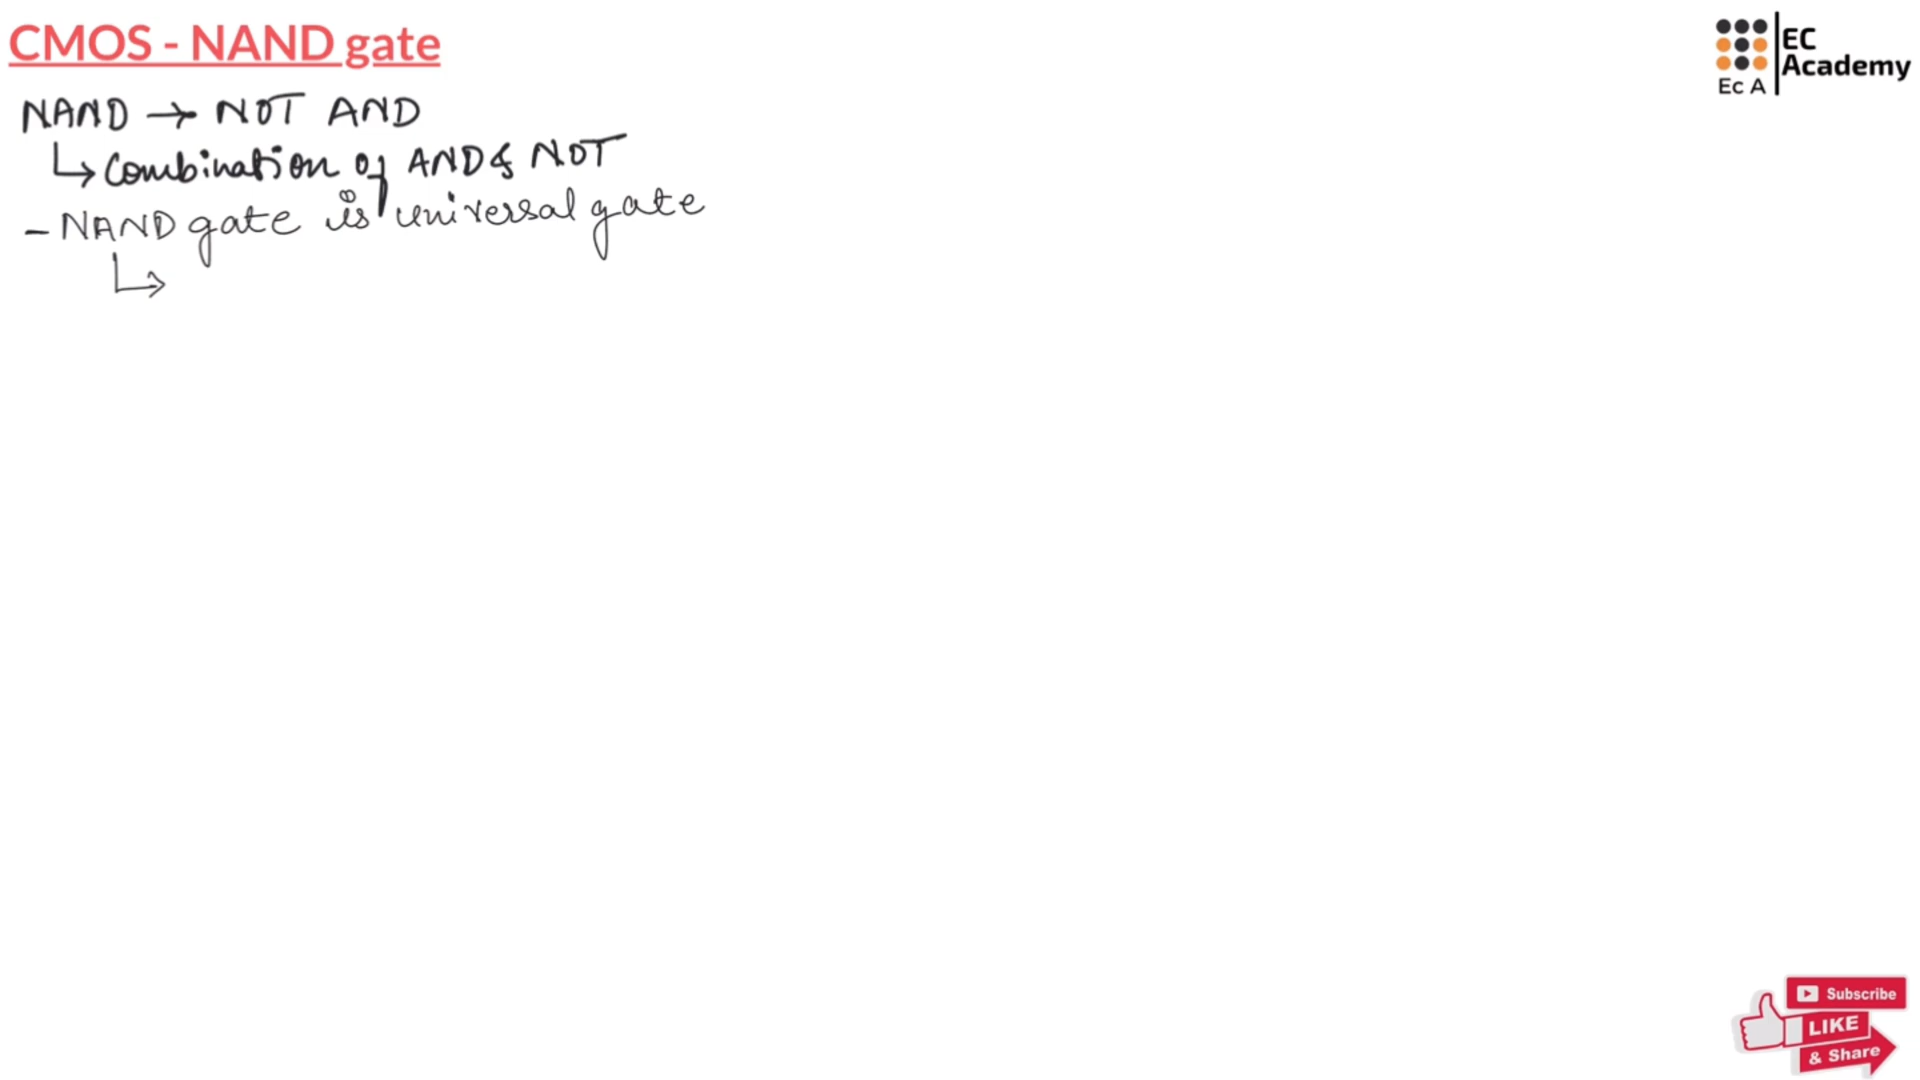 CMOS - NAND gate
EC
Academy
Ec A
NAND → NOT AND
↳ Combination of AND & NOT
- NAND gate is universal gate
↳
Subscribe
LIKE
& Share